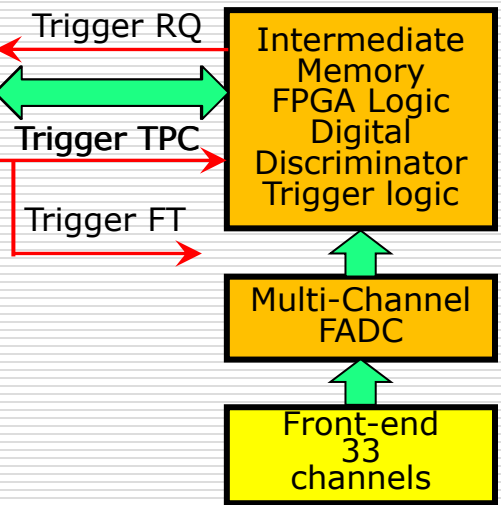 Trigger RQ
Trigger TPC
Trigger FT
Intermediate
Memory
FPGA Logic
Digital
Discriminator
Trigger logic
Multi-Channel
FADC
Front-end
33
channels